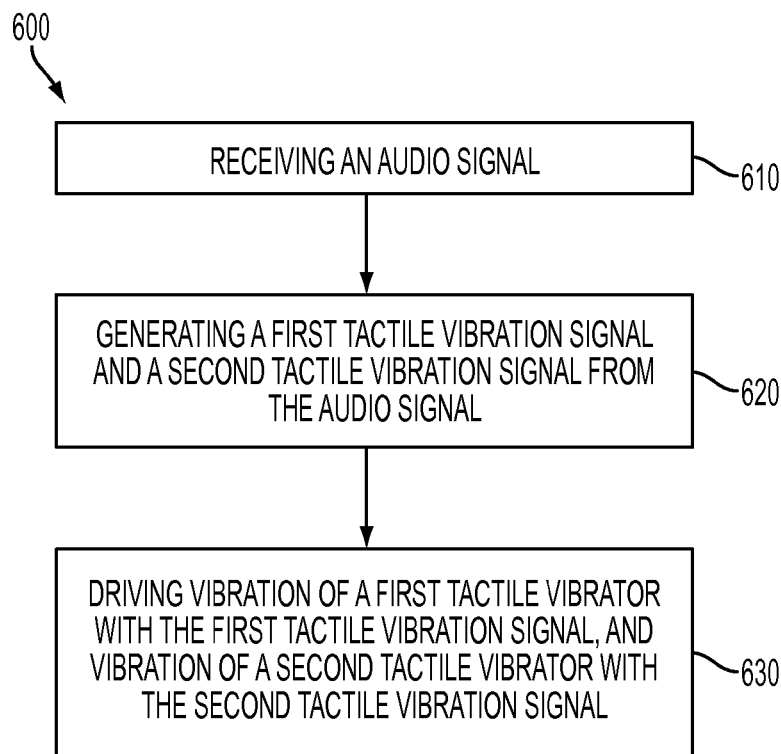 600
RECEIVING AN AUDIO SIGNAL
610
GENERATING A FIRST TACTILE VIBRATION SIGNAL
AND A SECOND TACTILE VIBRATION SIGNAL FROM
THE AUDIO SIGNAL
620
DRIVING VIBRATION OF A FIRST TACTILE VIBRATOR
WITH THE FIRST TACTILE VIBRATION SIGNAL, AND
VIBRATION OF A SECOND TACTILE VIBRATOR WITH
THE SECOND TACTILE VIBRATION SIGNAL
630